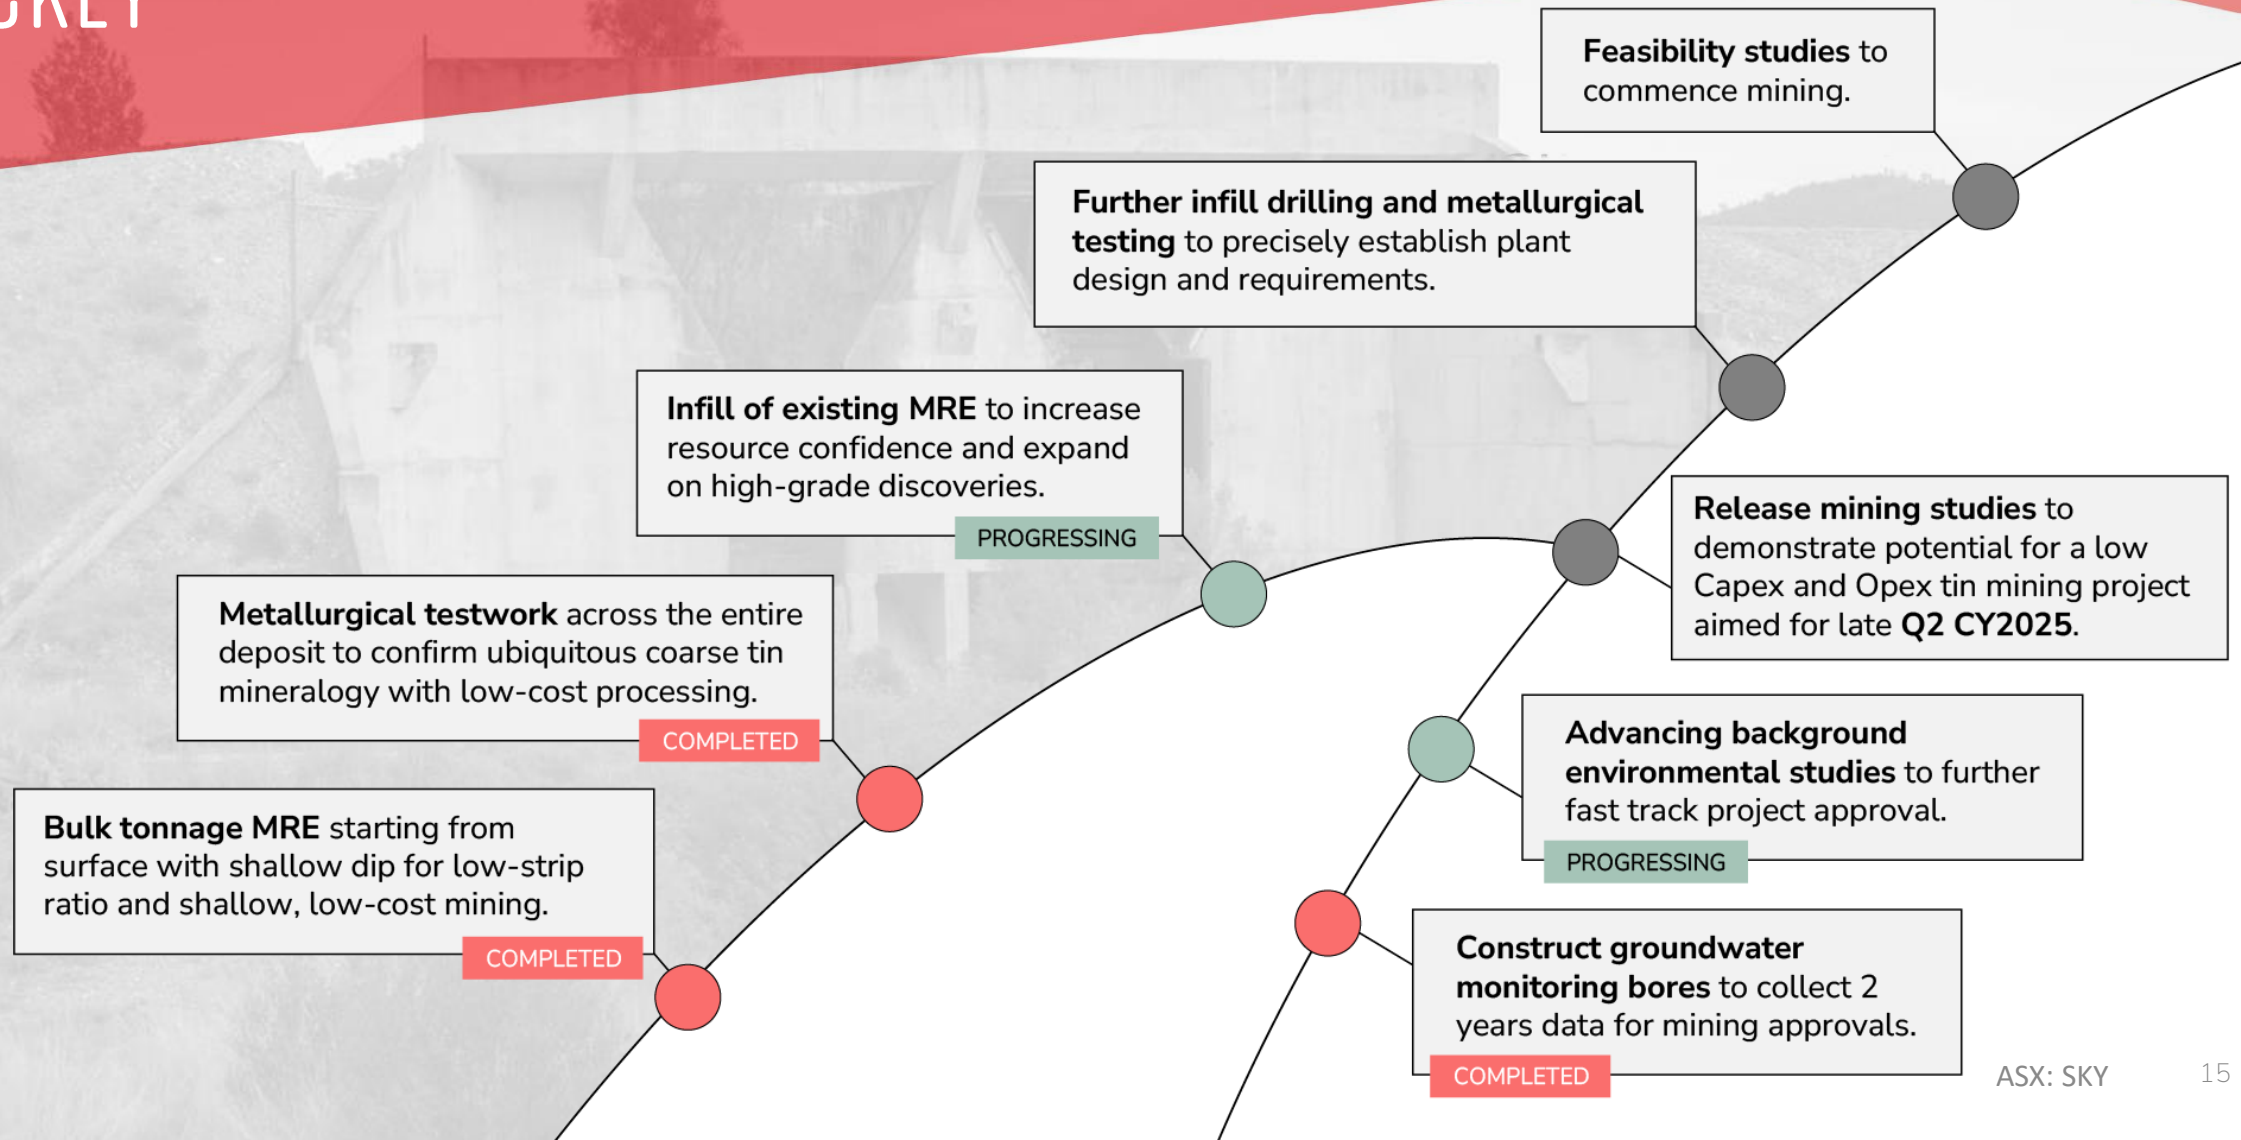 Feasibility studies to
commence mining.
Further infill drilling and metallurgical
testing to precisely establish plant
design and requirements.
Infill of existing MRE to increase
resource confidence and expand
on high-grade discoveries.
PROGRESSING
Release mining studies to
demonstrate potential for a low
Capex and Opex tin mining project
aimed for late Q2 CY2025.
Metallurgical testwork across the entire
deposit to confirm ubiquitous coarse tin
mineralogy with low-cost processing.
COMPLETED
Advancing background
environmental studies to further
fast track project approval.
PROGRESSING
Bulk tonnage MRE starting from
surface with shallow dip for low-strip
ratio and shallow, low-cost mining.
COMPLETED
Construct groundwater
monitoring bores to collect 2
years data for mining approvals.
COMPLETED
ASX: SKY
15